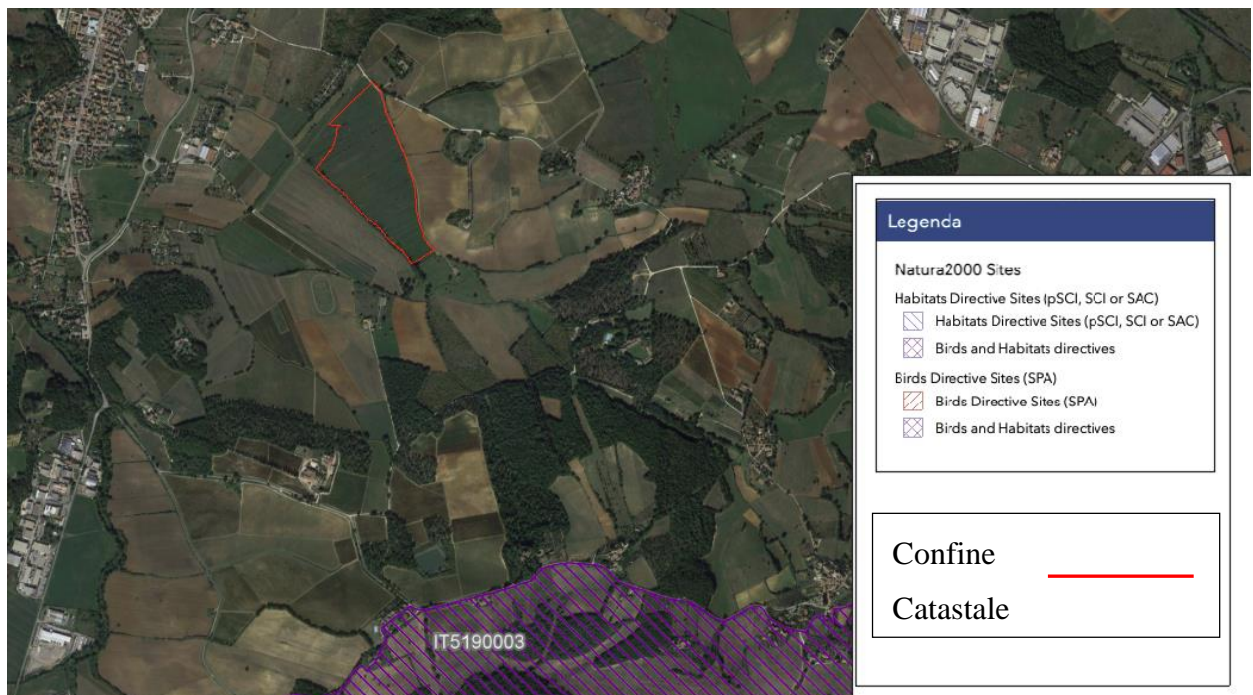 Legenda
Natura2000 Sites
Habitats Directive Sites (pSCI, SCI or SAC)
Habitats Directive Sites (pSCI, SCI or SAC)
Birds and Habitats directives
Birds Directive Sites (SPA)
Birds Directive Sites (SPA)
Birds and Habitats directives
Confine
Catastale
IT5190003